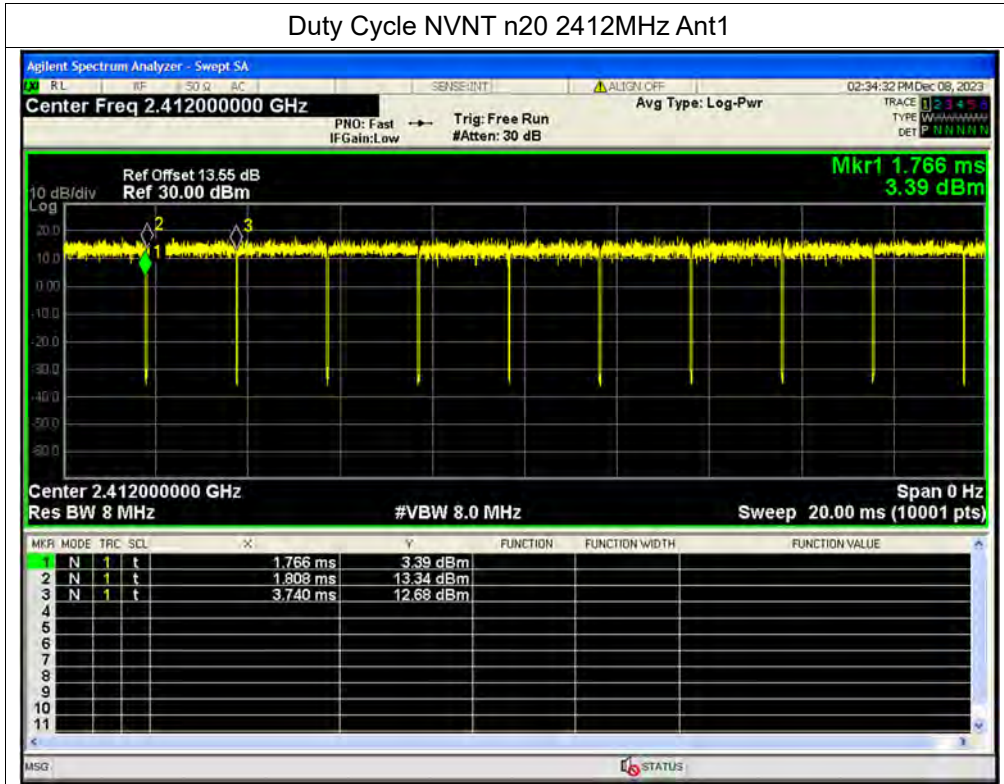 Duty Cycle NVNT n20 2412MHz Ant1
Agilent Spectrum Analyzer - Swept SA
LXI RL RF 50 Ω AC SENSE:INT ALIGN OFF 02:34:32 PM Dec 08, 2023
Center Freq 2.412000000 GHz Avg Type: Log-Pwr TRACE 1 2 3 4 5 6
PNO: Fast Trig: Free Run TYPE W
IFGain:Low #Atten: 30 dB DET P N N N N N
Mkr1 1.766 ms
Ref Offset 13.55 dB 3.39 dBm
10 dB/div Ref 30.00 dBm
Log
20.0
2
3
1
10.0
0.00
-10.0
-20.0
-30.0
-40.0
-50.0
-60.0
Center 2.412000000 GHz Span 0 Hz
Res BW 8 MHz #VBW 8.0 MHz Sweep 20.00 ms (10001 pts)
MKR MODE TRC SCL X Y FUNCTION FUNCTION WIDTH FUNCTION VALUE
1 N 1 t 1.766 ms 3.39 dBm
2 N 1 t 1.808 ms 13.34 dBm
3 N 1 t 3.740 ms 12.68 dBm
4
5
6
7
8
9
10
11
MSG STATUS